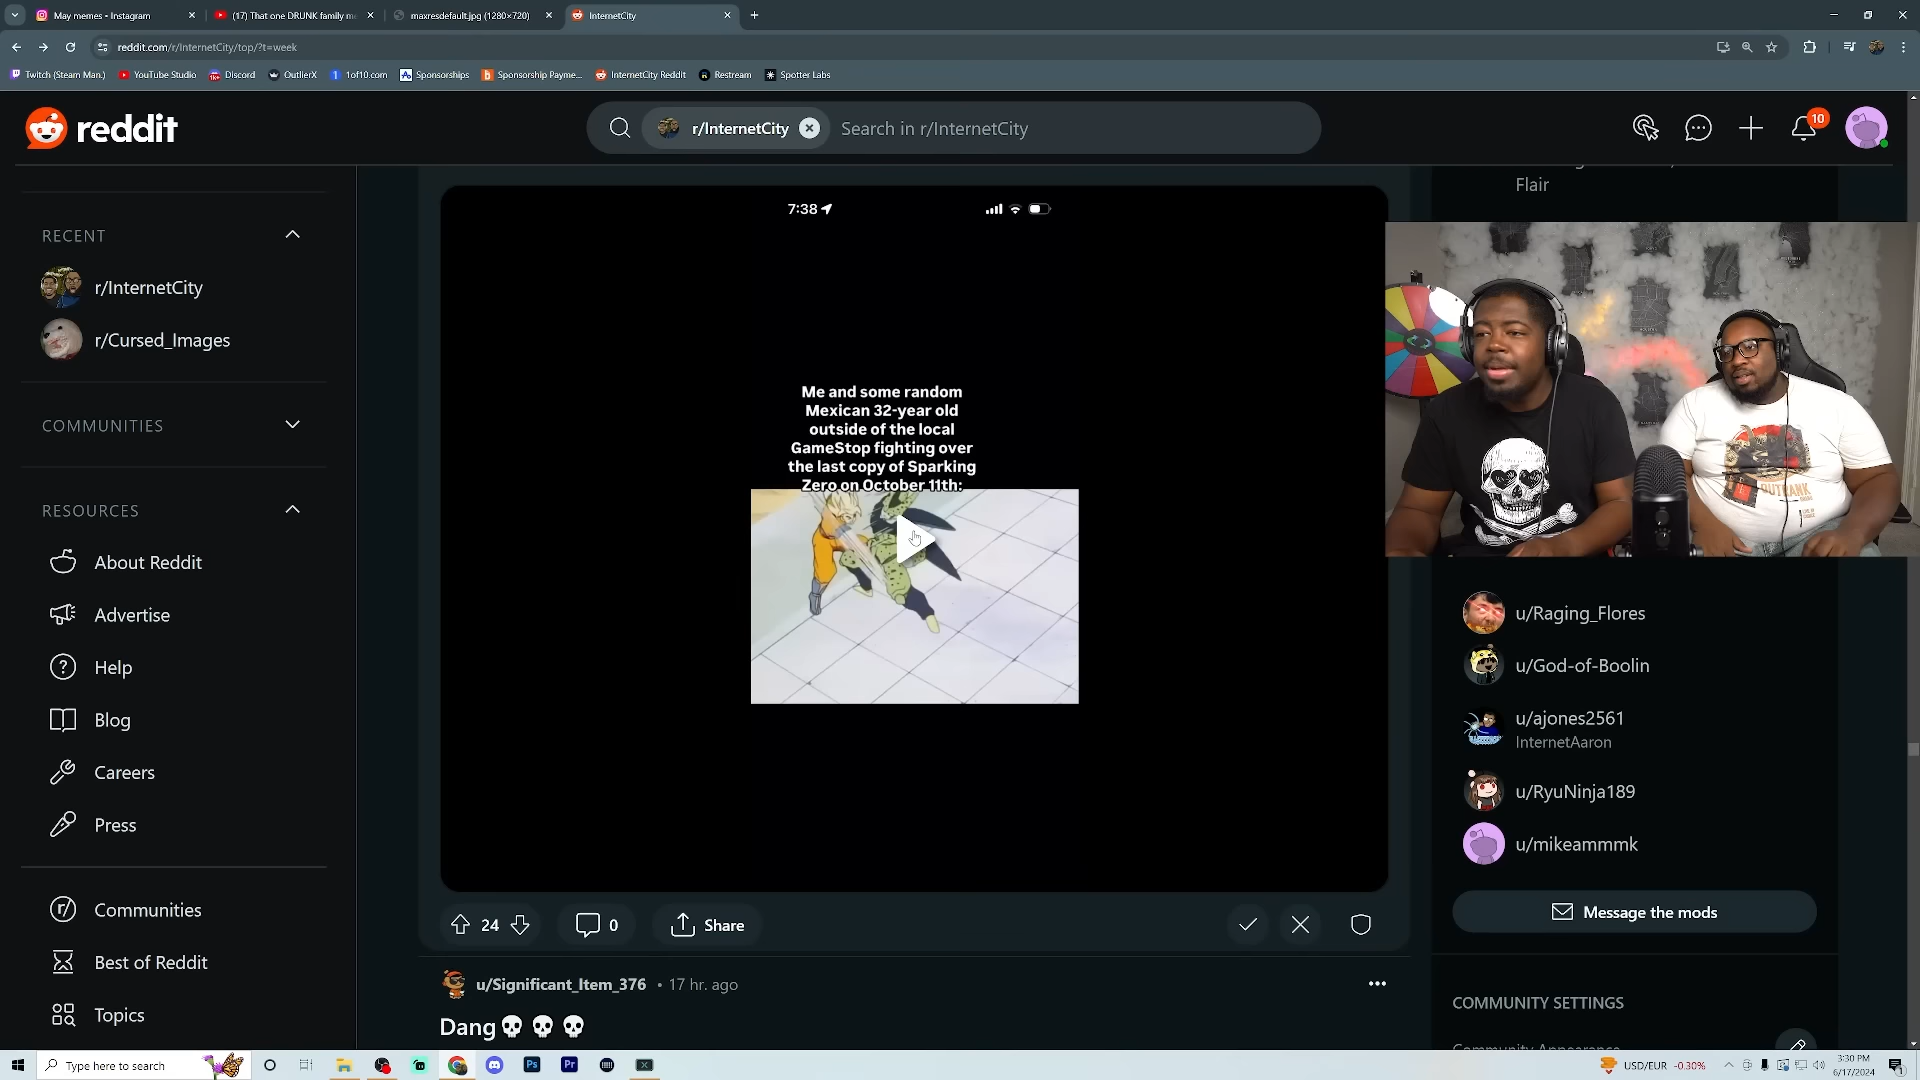 May memes - Instagram
(17) That one DRUNK family m
maxresdefault.jpg (1280×720)
InternetCity
reddit.com/r/InternetCity/top/?t=week
Twitch (Steam Man.)
YouTube Studio
Discord
OutlierX
1of10.com
Sponsorships
Sponsorship Payme...
InternetCity Reddit
Restream
Spotter Labs
reddit
r/InternetCity
Search in r/InternetCity
10
Flair
RECENT
r/InternetCity
r/Cursed_Images
COMMUNITIES
RESOURCES
About Reddit
Advertise
Help
Blog
Careers
Press
Communities
Best of Reddit
Topics
7:38
Me and some random
Mexican 32-year old
outside of the local
GameStop fighting over
the last copy of Sparking
Zero on October 11th:
24
0
Share
u/Significant_Item_376 • 17 hr. ago
Dang💀💀💀
u/Raging_Flores
u/God-of-Boolin
u/ajones2561
InternetAaron
u/RyuNinja189
u/mikeammmk
Message the mods
COMMUNITY SETTINGS
Community Appearance
Type here to search
USD/EUR -0.30%
3:30 PM
6/17/2024